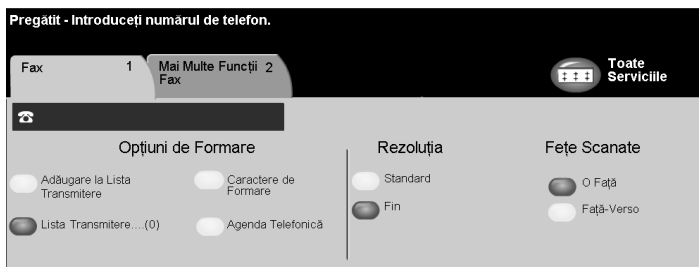 Pregătit - Introduceți numărul de telefon.
Fax 1
Mai Multe Funcții 2
Fax
Toate
Serviciile
Opțiuni de Formare
Rezoluția
Fețe Scanate
Adăugare la Lista
Transmitere
Caractere de
Formare
Standard
O Față
Lista Transmitere....(0)
Agenda Telefonică
Fin
Față-Verso